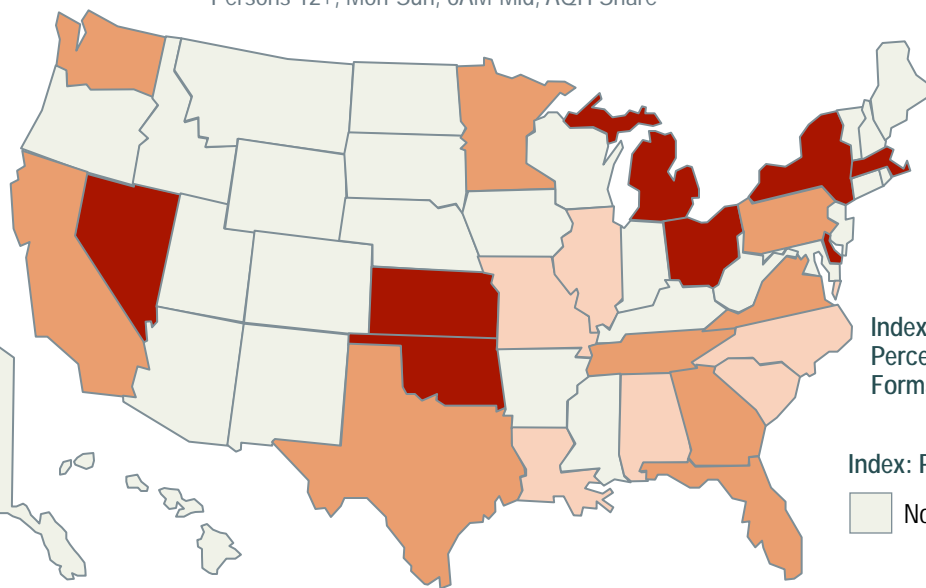 Persons 12+, Mon-Sun, 6AM-Mid, AQH Share
Index
Perce
Form
Index: P
No